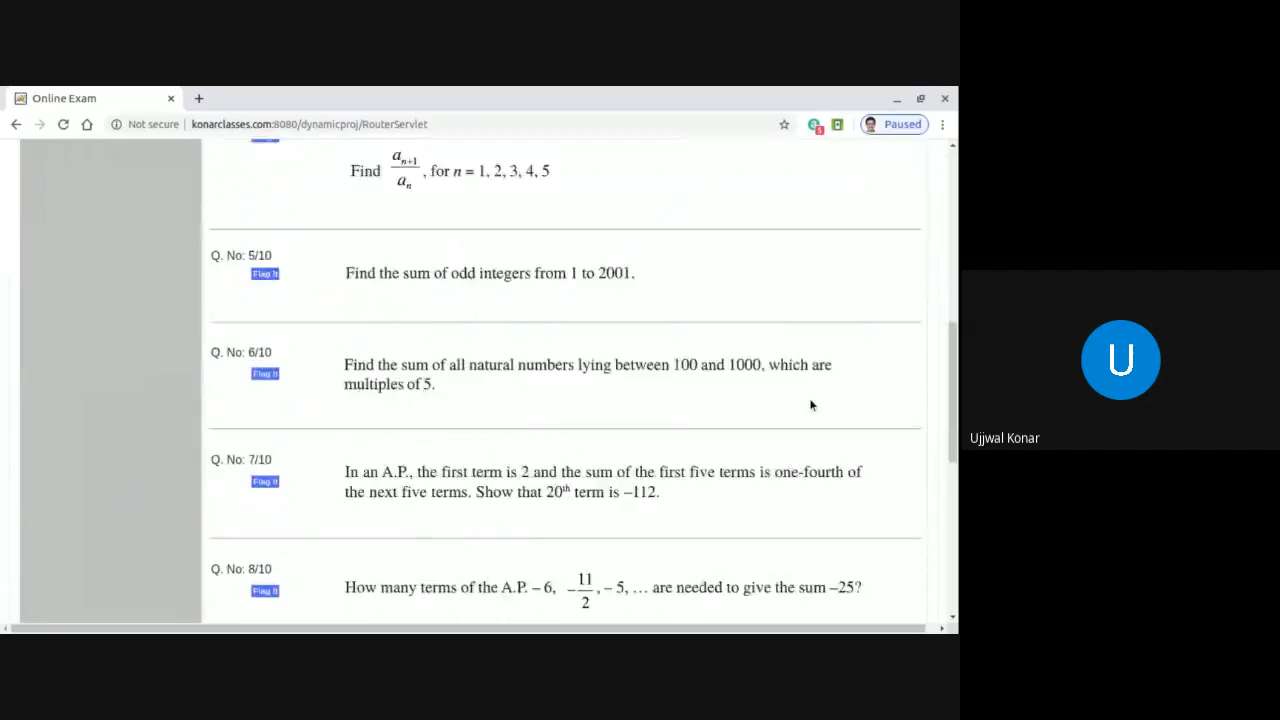 Online Exam
Not secure | konarclasses.com:8080/dynamicproj/RouterServlet
Paused
Find a_{n+1}/a_n, for n = 1, 2, 3, 4, 5
Q. No: 5/10
Flag It
Find the sum of odd integers from 1 to 2001.
Q. No: 6/10
Flag It
Find the sum of all natural numbers lying between 100 and 1000, which are
multiples of 5.
Q. No: 7/10
Flag It
In an A.P., the first term is 2 and the sum of the first five terms is one-fourth of
the next five terms. Show that 20th term is –112.
Q. No: 8/10
Flag It
How many terms of the A.P. – 6, –11/2, – 5, … are needed to give the sum –25?
U
Ujjwal Konar